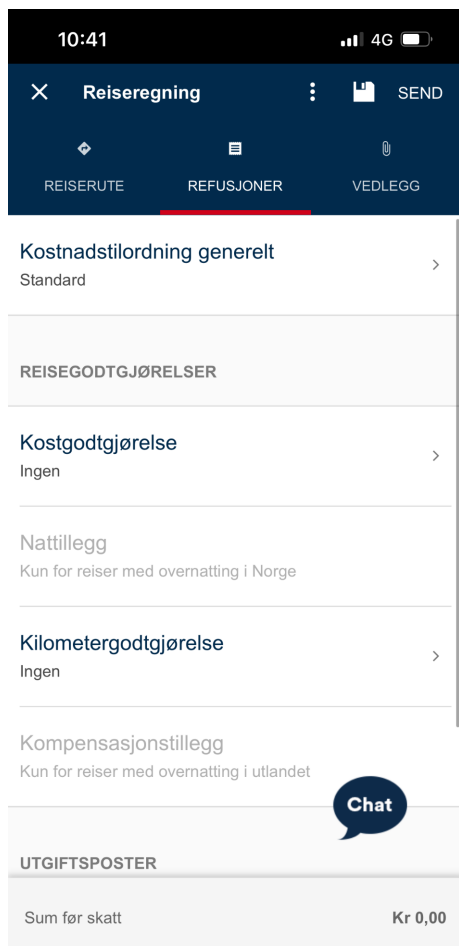 10:41
4G
Reiseregning
SEND
REISERUTE
REFUSJONER
VEDLEGG
Kostnadstilordning generelt
Standard
REISEGODTGJØRELSER
Kostgodtgjørelse
Ingen
Nattillegg
Kun for reiser med overnatting i Norge
Kilometergodtgjørelse
Ingen
Kompensasjonstillegg
Kun for reiser med overnatting i utlandet
Chat
UTGIFTSPOSTER
Sum før skatt
Kr 0,00